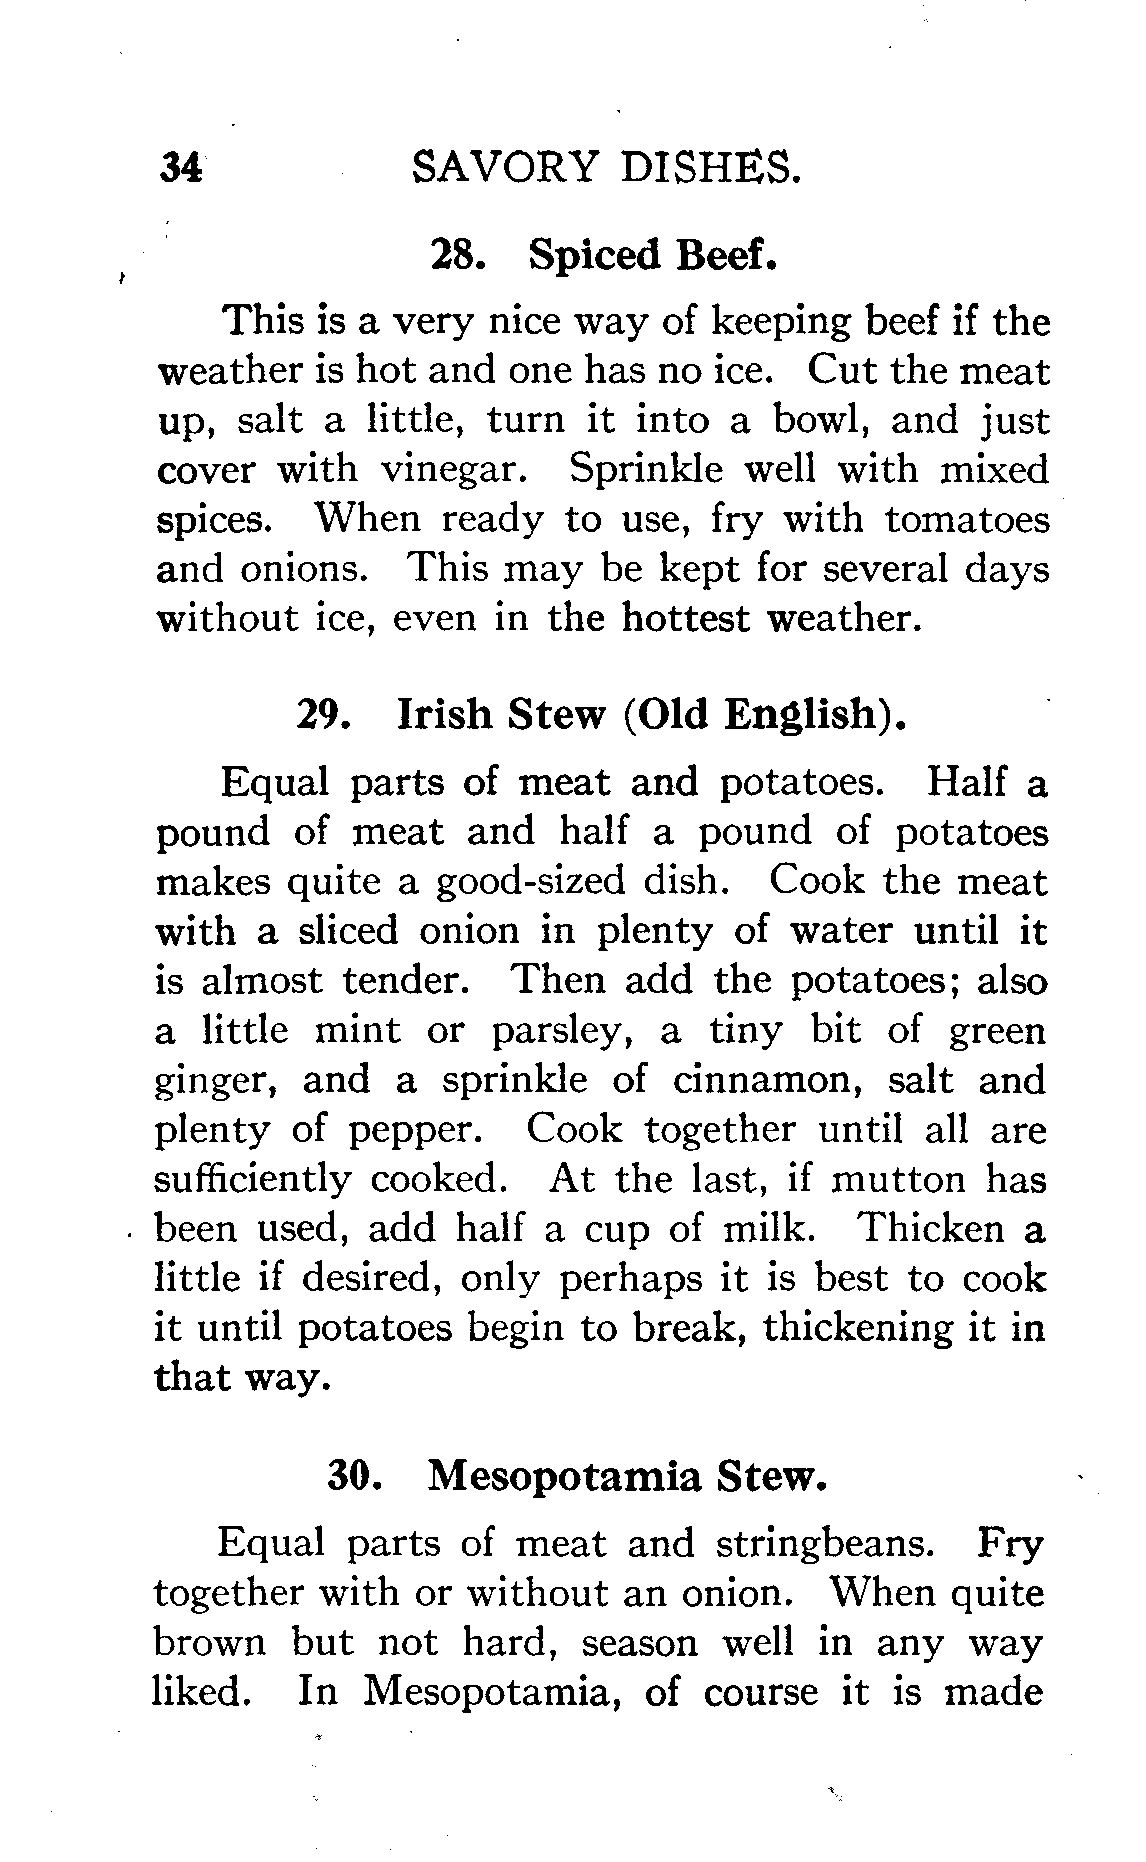 34 SAVORY DISHES.
28. Spiced Beef.
This is a very nice way of keeping beef if the
weather is hot and one has no ice. Cut the meat
up, salt a little, turn it into a bowl, and just
cover with vinegar. Sprinkle well with mixed
spices. When ready to use, fry with tomatoes
and onions. This may be kept for several days
without ice, even in the hottest weather.
29. Irish Stew (Old English).
Equal parts of meat and potatoes. Half a
pound of meat and half a pound of potatoes
makes quite a good-sized dish. Cook the meat
with a sliced onion in plenty of water until it
is almost tender. Then add the potatoes; also
a little mint or parsley, a tiny bit of green
ginger, and a sprinkle of cinnamon, salt and
plenty of pepper. Cook together until all are
sufficiently cooked. At the last, if mutton has
been used, add half a cup of milk. Thicken a
little if desired, only perhaps it is best to cook
it until potatoes begin to break, thickening it in
that way.
30. Mesopotamia Stew.
Equal parts of meat and stringbeans. Fry
together with or without an onion. When quite
brown but not hard, season well in any way
liked. In Mesopotamia, of course it is made